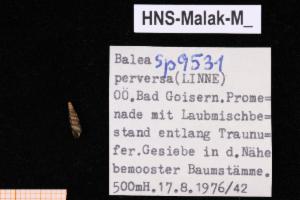 HNS-Malak-M_
Balea sp9531
perversa(LINNE)
OÖ.Bad Goisern.Prome=
nade mit Laubmischbe=
stand entlang Traunu=
fer.Gesiebe in d.Nähe
bemooster Baumstämme.
500mH.17.8.1976/42